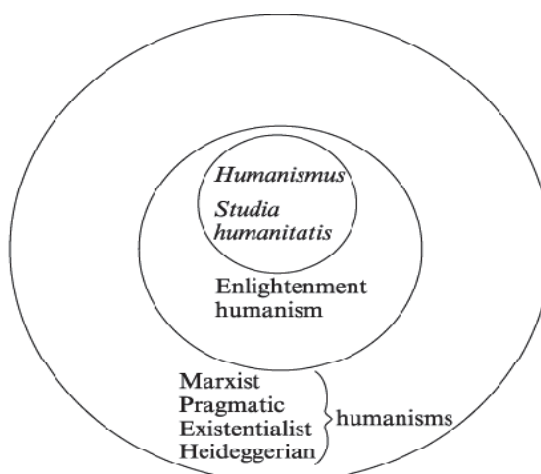 Humanismus
Studia
humanitatis
Enlightenment
humanism
Marxist
Pragmatic
Existentialist
Heideggerian
humanisms